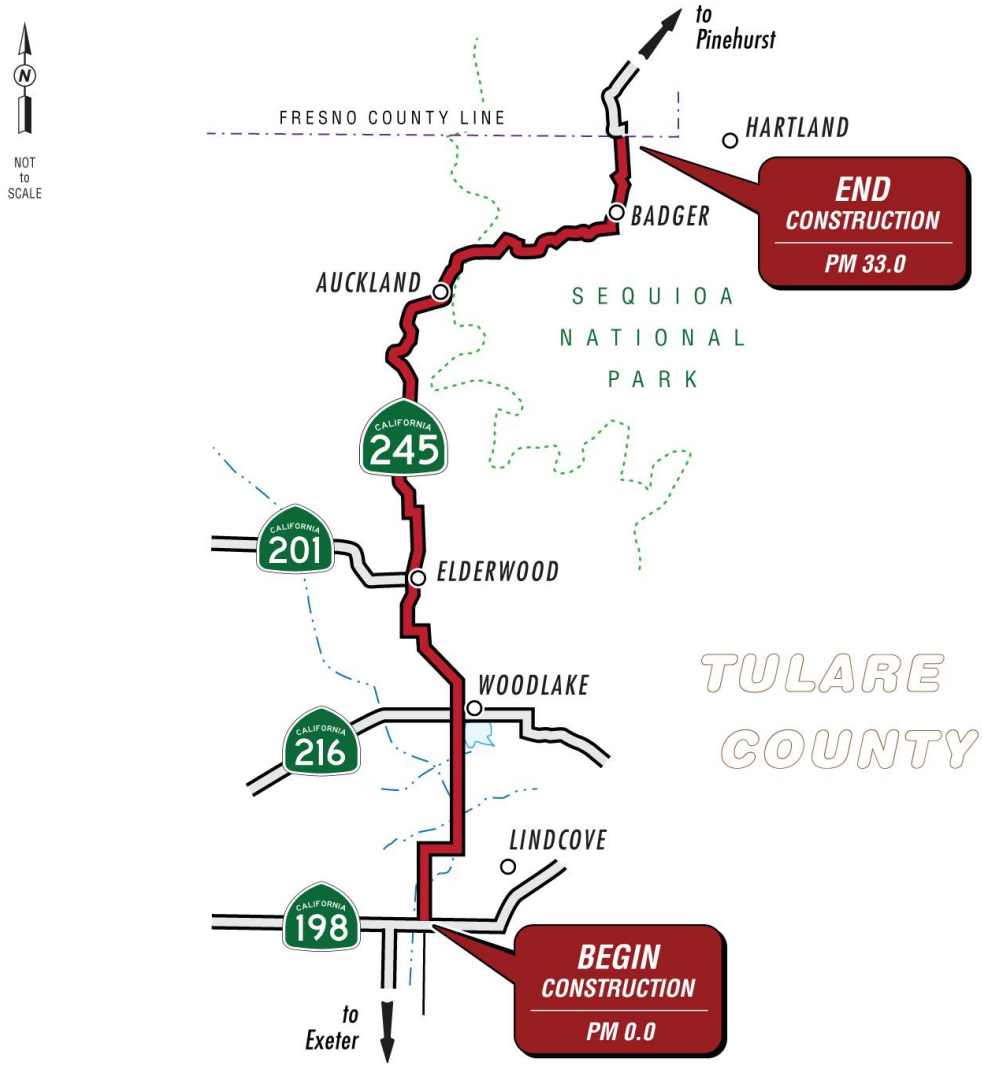 to
Pinehurst
N
NOT
to
SCALE
FRESNO COUNTY LINE
HARTLAND
END
CONSTRUCTION
PM 33.0
BADGER
AUCKLAND
SEQUIOA
NATIONAL
PARK
CALIFORNIA
245
CALIFORNIA
201
ELDERWOOD
TULARE
COUNTY
WOODLAKE
CALIFORNIA
216
LINDCOVE
CALIFORNIA
198
BEGIN
CONSTRUCTION
PM 0.0
to
Exeter